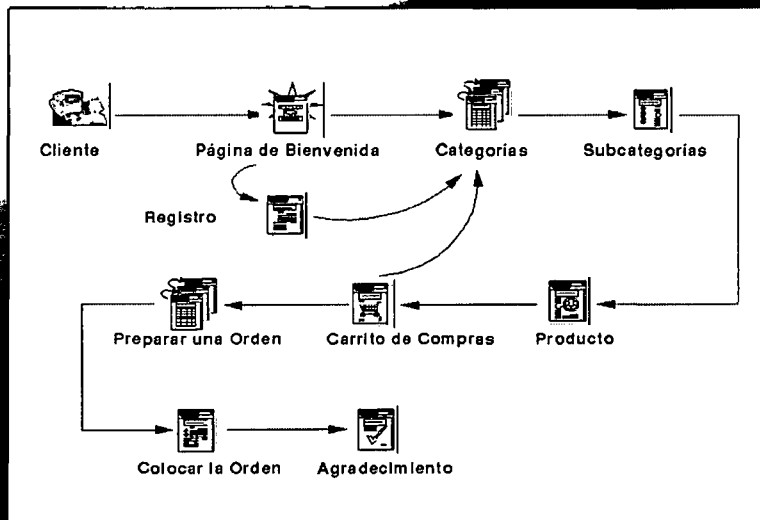 Cliente
Página de Bienvenida
Categorías
Subcategorías
Registro
Preparar una Orden
Carrito de Compras
Producto
Colocar la Orden
Agradecimiento